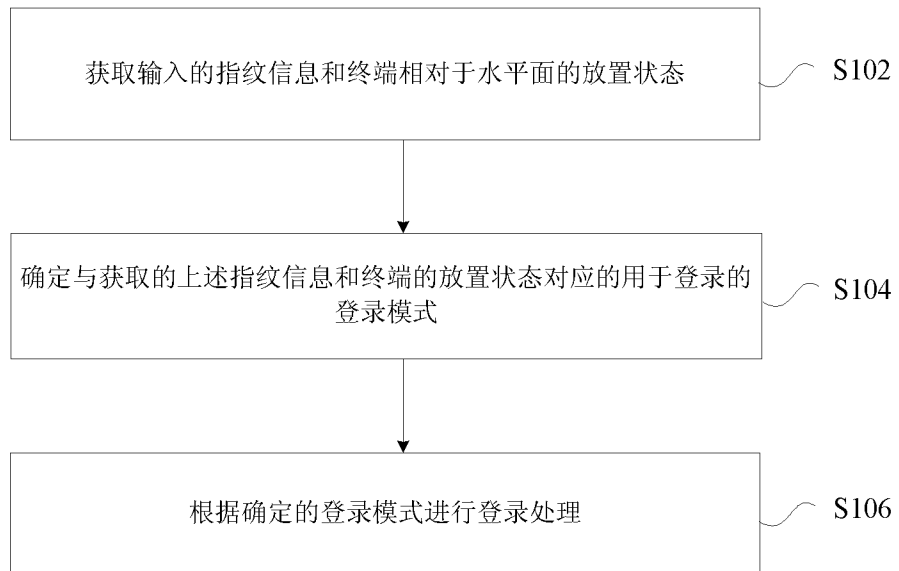 获取输入的指纹信息和终端相对于水平面的放置状态
S102
确定与获取的上述指纹信息和终端的放置状态对应的用于登录的
登录模式
S104
根据确定的登录模式进行登录处理
S106